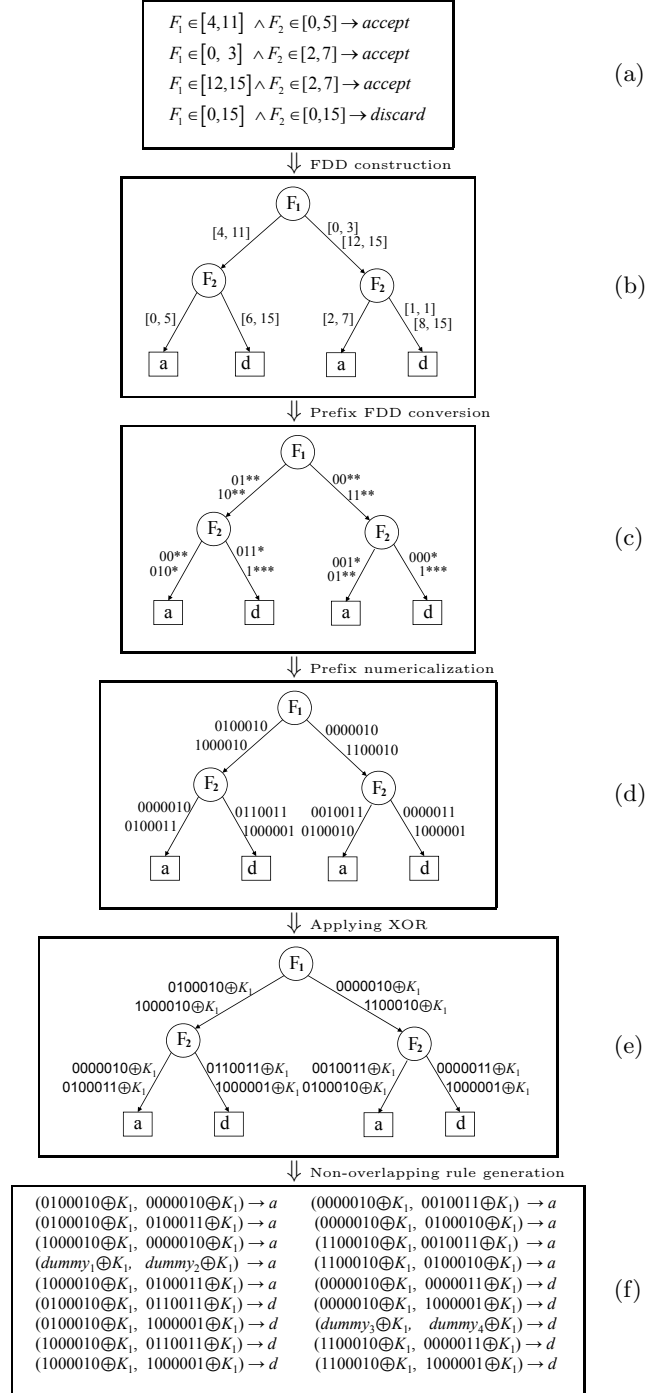 F₁ ∈ [4,11] ∧ F₂ ∈ [0,5] → accept
F₁ ∈ [0, 3] ∧ F₂ ∈ [2,7] → accept
F₁ ∈ [12,15] ∧ F₂ ∈ [2,7] → accept
F₁ ∈ [0,15] ∧ F₂ ∈ [0,15] → discard
(a)
⇓ FDD construction
F₁
[4, 11] [0, 3]
[12, 15]
F₂ F₂
[0, 5] [6, 15] [2, 7] [1, 1]
[8, 15]
a d a d
(b)
⇓ Prefix FDD conversion
F₁
01** 00**
10** 11**
F₂ F₂
00** 011* 001* 000*
010* 1*** 01** 1***
a d a d
(c)
⇓ Prefix numericalization
F₁
0100010 0000010
1000010 1100010
F₂ F₂
0000010 0110011 0010011 0000011
0100011 1000001 0100010 1000001
a d a d
(d)
⇓ Applying XOR
F₁
0100010⊕K₁ 0000010⊕K₁
1000010⊕K₁ 1100010⊕K₁
F₂ F₂
0000010⊕K₁ 0110011⊕K₁ 0010011⊕K₁ 0000011⊕K₁
0100011⊕K₁ 1000001⊕K₁ 0100010⊕K₁ 1000001⊕K₁
a d a d
(e)
⇓ Non-overlapping rule generation
(0100010⊕K₁, 0000010⊕K₁) → a (0000010⊕K₁, 0010011⊕K₁) → a
(0100010⊕K₁, 0100011⊕K₁) → a (0000010⊕K₁, 0100010⊕K₁) → a
(1000010⊕K₁, 0000010⊕K₁) → a (1100010⊕K₁,0010011⊕K₁) → a
(dummy₁⊕K₁, dummy₂⊕K₁) → a (1100010⊕K₁, 0100010⊕K₁) → a
(1000010⊕K₁, 0100011⊕K₁) → a (0000010⊕K₁, 0000011⊕K₁) → d
(0100010⊕K₁, 0110011⊕K₁) → d (0000010⊕K₁, 1000001⊕K₁) → d
(0100010⊕K₁, 1000001⊕K₁) → d (dummy₃⊕K₁, dummy₄⊕K₁) → d
(1000010⊕K₁, 0110011⊕K₁) → d (1100010⊕K₁, 0000011⊕K₁) → d
(1000010⊕K₁, 1000001⊕K₁) → d (1100010⊕K₁, 1000001⊕K₁) → d
(f)